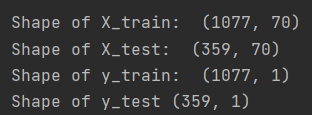 Shape of X_train:  (1077, 70)
Shape of X_test:  (359, 70)
Shape of y_train:  (1077, 1)
Shape of y_test (359, 1)